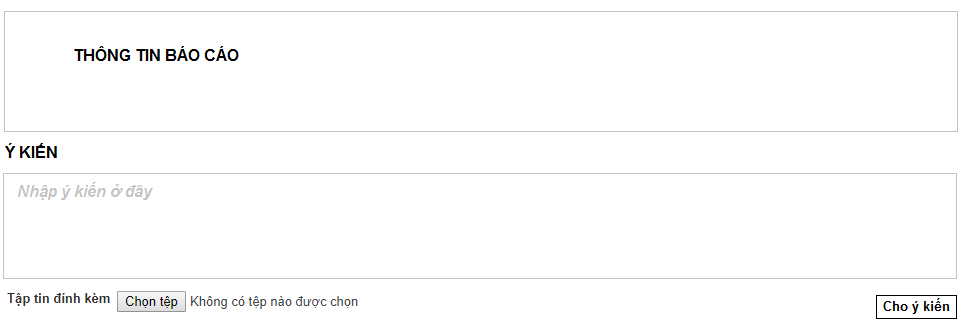 THÔNG TIN BÁO CÁO
Ý KIẾN
Nhập ý kiến ở đây
Tập tin đính kèm Chọn tệp Không có tệp nào được chọn
Cho ý kiến